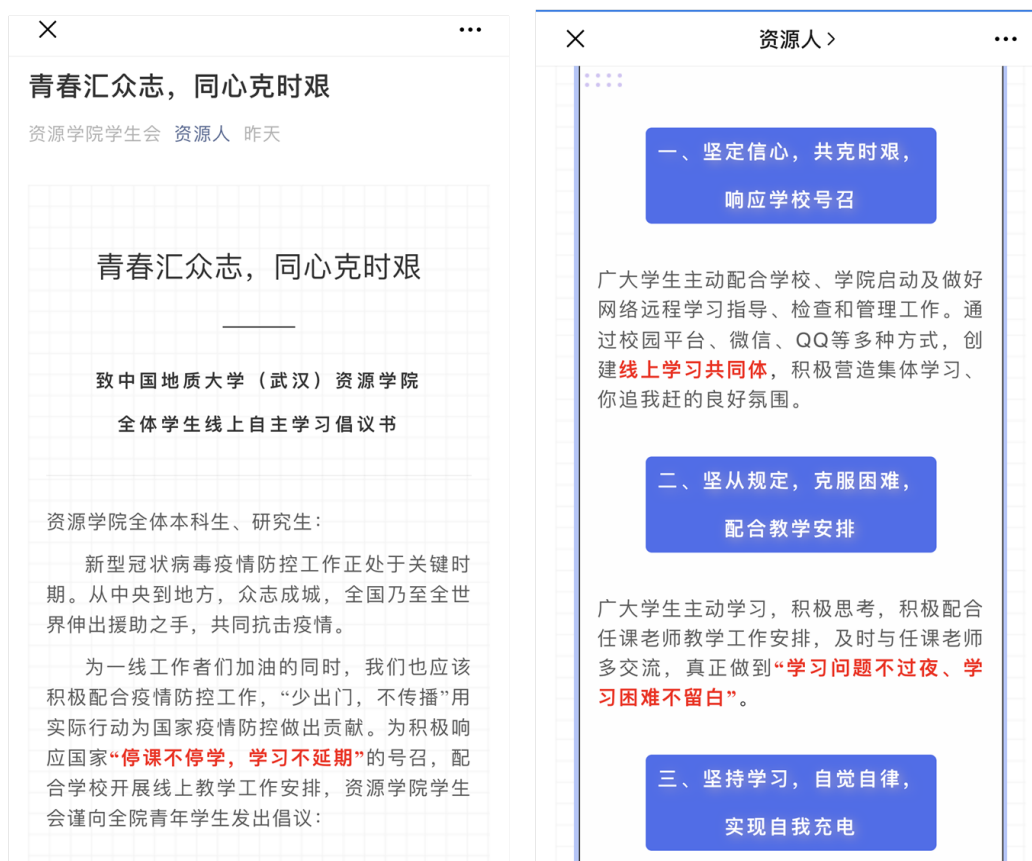 青春汇众志，同心克时艰
资源学院学生会 资源人 昨天
青春汇众志，同心克时艰
致中国地质大学（武汉）资源学院
全体学生线上自主学习倡议书
资源学院全体本科生、研究生：
新型冠状病毒疫情防控工作正处于关键时
期。从中央到地方，众志成城，全国乃至全世
界伸出援助之手，共同抗击疫情。
为一线工作者们加油的同时，我们也应该
积极配合疫情防控工作，“少出门，不传播”用
实际行动为国家疫情防控做出贡献。为积极响
应国家“停课不停学，学习不延期”的号召，配
合学校开展线上教学工作安排，资源学院学生
会谨向全院青年学生发出倡议：
资源人
一、坚定信心，共克时艰，
响应学校号召
广大学生主动配合学校、学院启动及做好
网络远程学习指导、检查和管理工作。通
过校园平台、微信、QQ等多种方式，创
建线上学习共同体，积极营造集体学习、
你追我赶的良好氛围。
二、坚从规定，克服困难，
配合教学安排
广大学生主动学习，积极思考，积极配合
任课老师教学工作安排，及时与任课老师
多交流，真正做到“学习问题不过夜、学
习困难不留白”。
三、坚持学习，自觉自律，
实现自我充电